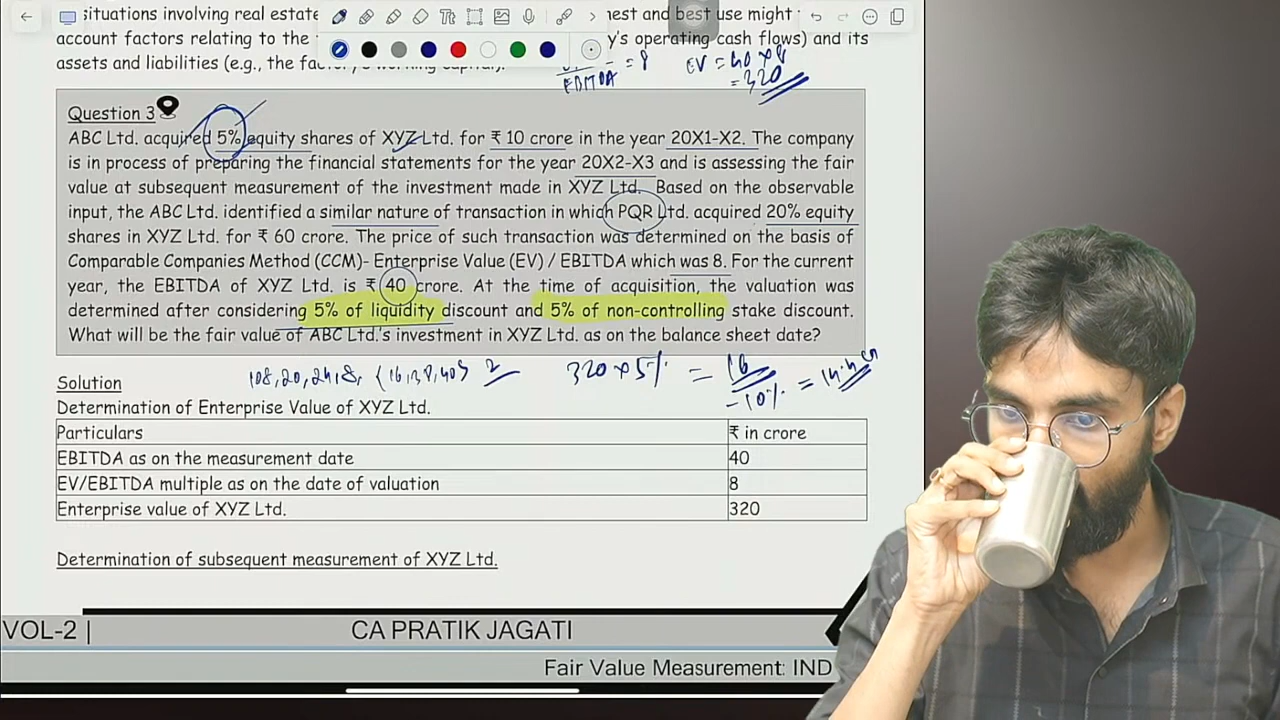 situations involving real estate
hest and best use might
account factors relating to the
y's operating cash flows) and its
assets and liabilities (e.g., the factory's working capital).
EBITDA = 8 EV = 40 × 8
= 320
Question 3
ABC Ltd. acquired 5% equity shares of XYZ Ltd. for ₹ 10 crore in the year 20X1-X2. The company
is in process of preparing the financial statements for the year 20X2-X3 and is assessing the fair
value at subsequent measurement of the investment made in XYZ Ltd. Based on the observable
input, the ABC Ltd. identified a similar nature of transaction in which PQR Ltd. acquired 20% equity
shares in XYZ Ltd. for ₹ 60 crore. The price of such transaction was determined on the basis of
Comparable Companies Method (CCM)- Enterprise Value (EV) / EBITDA which was 8. For the current
year, the EBITDA of XYZ Ltd. is ₹ 40 crore. At the time of acquisition, the valuation was
determined after considering 5% of liquidity discount and 5% of non-controlling stake discount.
What will be the fair value of ABC Ltd.'s investment in XYZ Ltd. as on the balance sheet date?
320 × 5% = 16
- 10% = 14.4 cr
Solution
Determination of Enterprise Value of XYZ Ltd.
Particulars ₹ in crore
EBITDA as on the measurement date 40
EV/EBITDA multiple as on the date of valuation 8
Enterprise value of XYZ Ltd. 320
Determination of subsequent measurement of XYZ Ltd.
VOL-2 | CA PRATIK JAGATI
Fair Value Measurement: IND